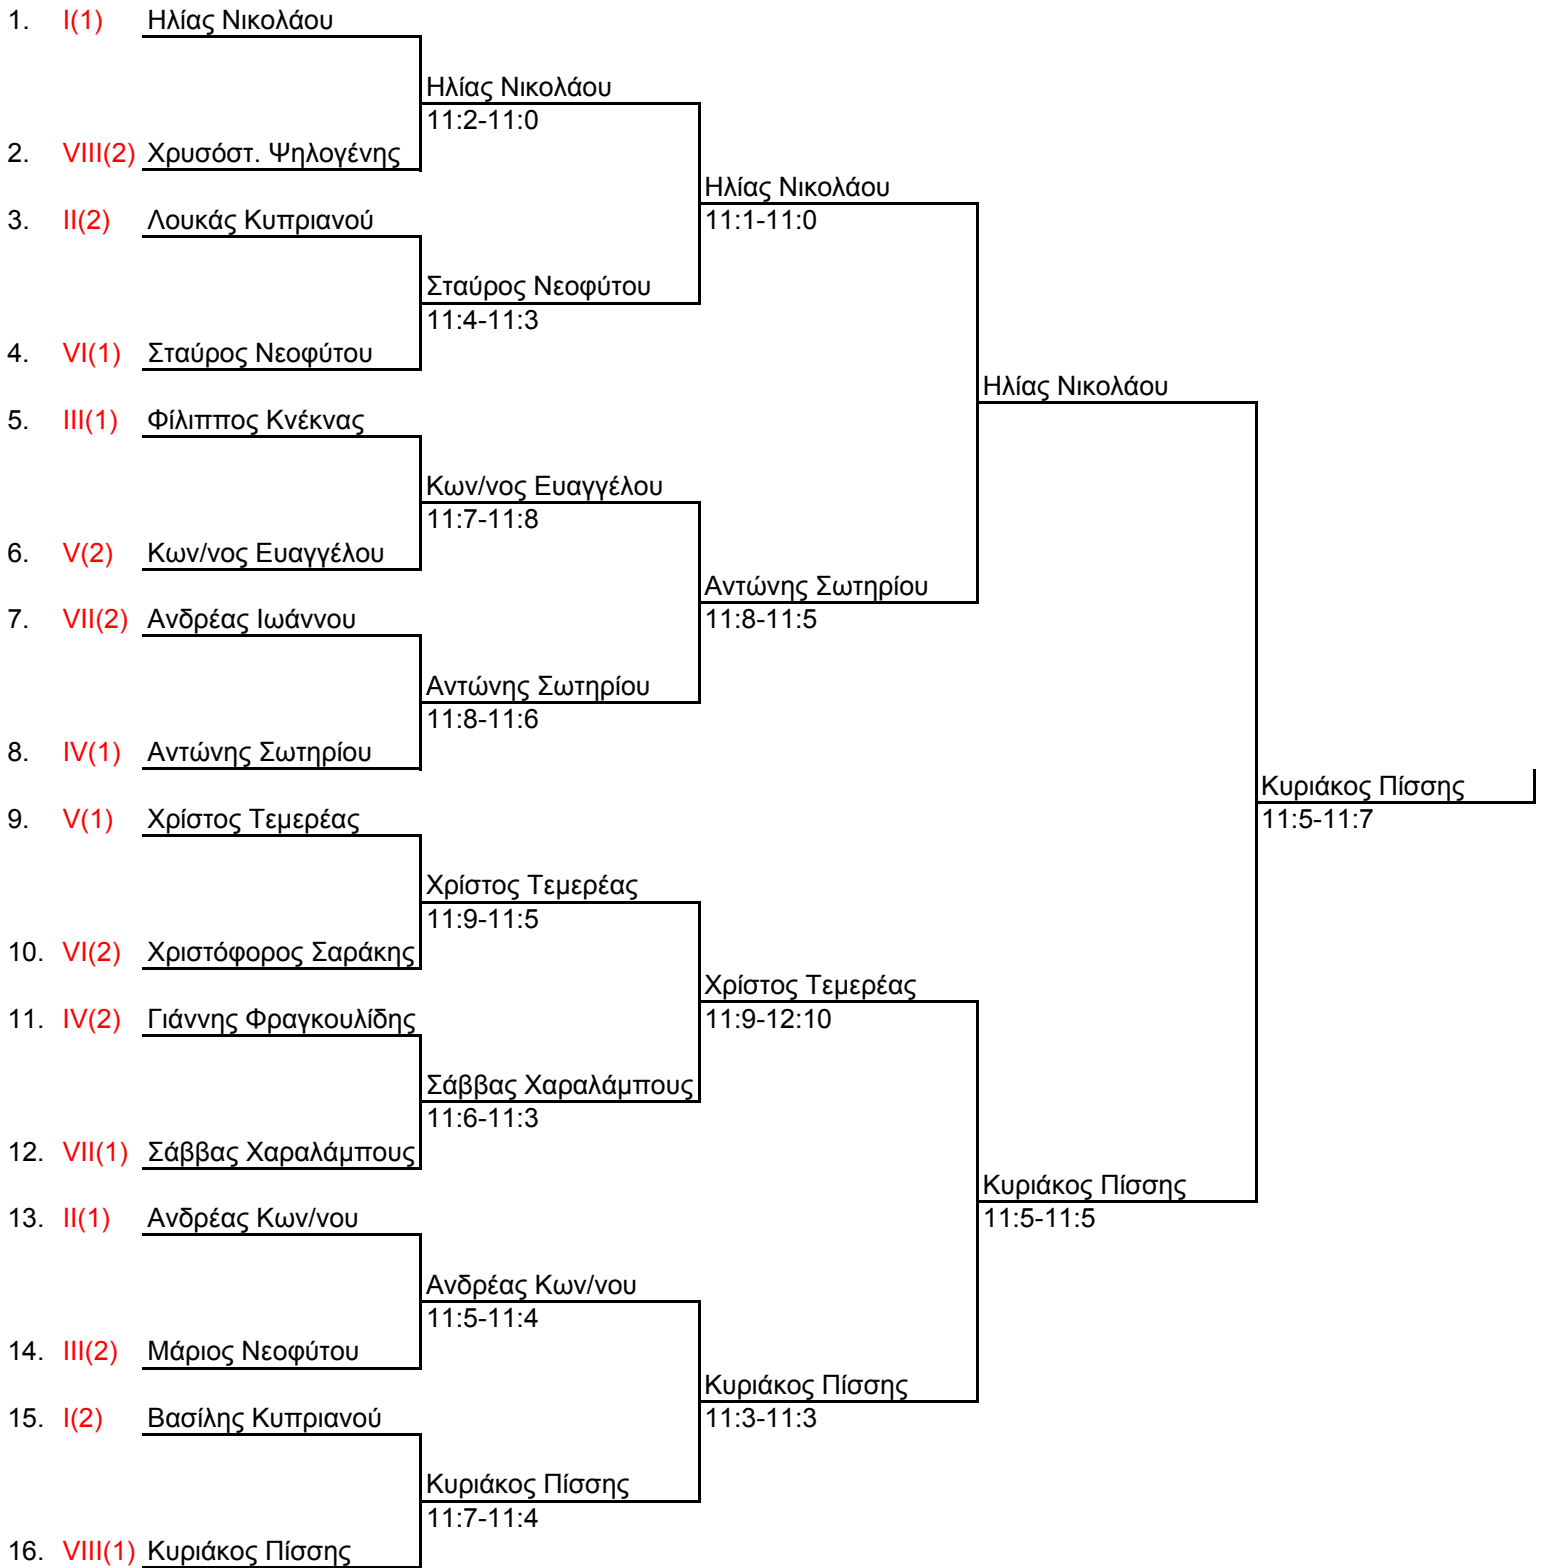 1. I(1) Ηλίας Νικολάου
Ηλίας Νικολάου
11:2-11:0
2. VIII(2) Χρυσόστ. Ψηλογένης
Ηλίας Νικολάου
3. II(2) Λουκάς Κυπριανού
11:1-11:0
Σταύρος Νεοφύτου
11:4-11:3
4. VI(1) Σταύρος Νεοφύτου
Ηλίας Νικολάου
5. III(1) Φίλιππος Κνέκνας
Κων/νος Ευαγγέλου
11:7-11:8
6. V(2) Κων/νος Ευαγγέλου
Αντώνης Σωτηρίου
7. VII(2) Ανδρέας Ιωάννου
11:8-11:5
Αντώνης Σωτηρίου
11:8-11:6
8. IV(1) Αντώνης Σωτηρίου
Κυριάκος Πίσσης
9. V(1) Χρίστος Τεμερέας
11:5-11:7
Χρίστος Τεμερέας
11:9-11:5
10. VI(2) Χριστόφορος Σαράκης
Χρίστος Τεμερέας
11. IV(2) Γιάννης Φραγκουλίδης
11:9-12:10
Σάββας Χαραλάμπους
11:6-11:3
12. VII(1) Σάββας Χαραλάμπους
Κυριάκος Πίσσης
13. II(1) Ανδρέας Κων/νου
11:5-11:5
Ανδρέας Κων/νου
11:5-11:4
14. III(2) Μάριος Νεοφύτου
Κυριάκος Πίσσης
15. I(2) Βασίλης Κυπριανού
11:3-11:3
Κυριάκος Πίσσης
11:7-11:4
16. VIII(1) Κυριάκος Πίσσης